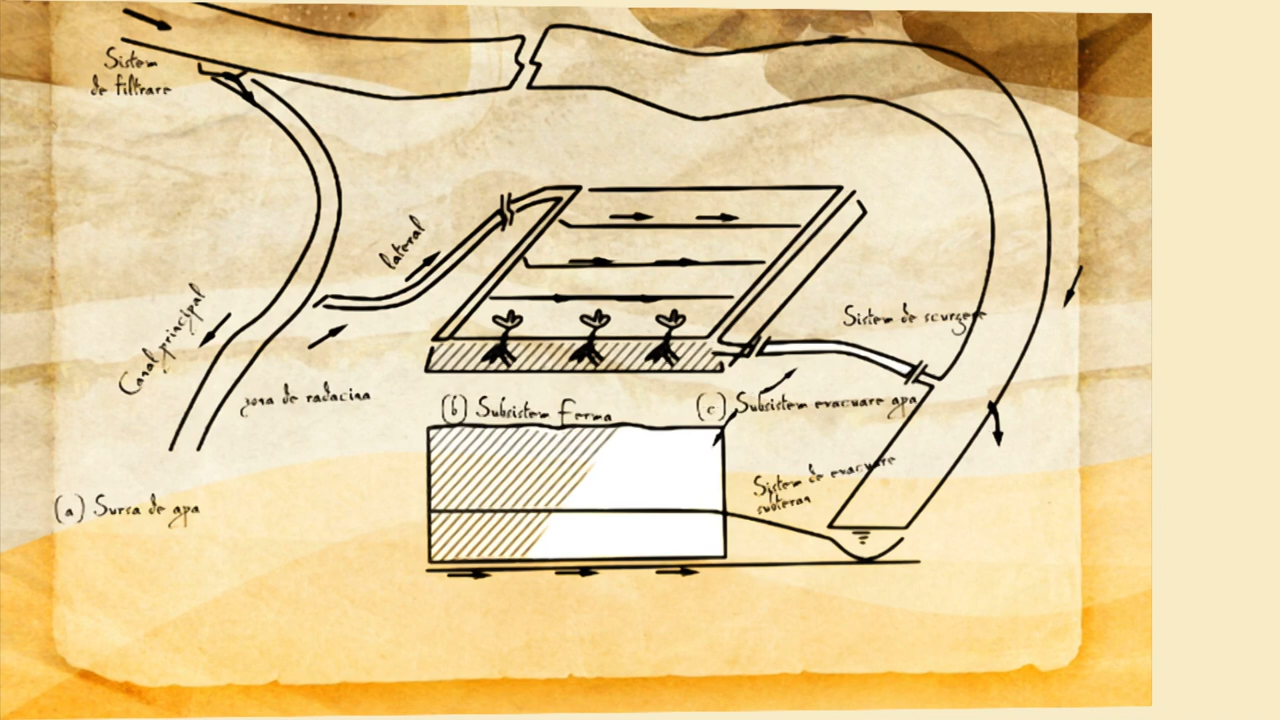 Sistem
de filtrare
lateral
Canal principal
Sistem de scurgere
zona de radacina
(b) Subsistem ferma
(c) Subsistem evacuare apa
Sistem de evacuare
subteran
(a) Sursa de apa